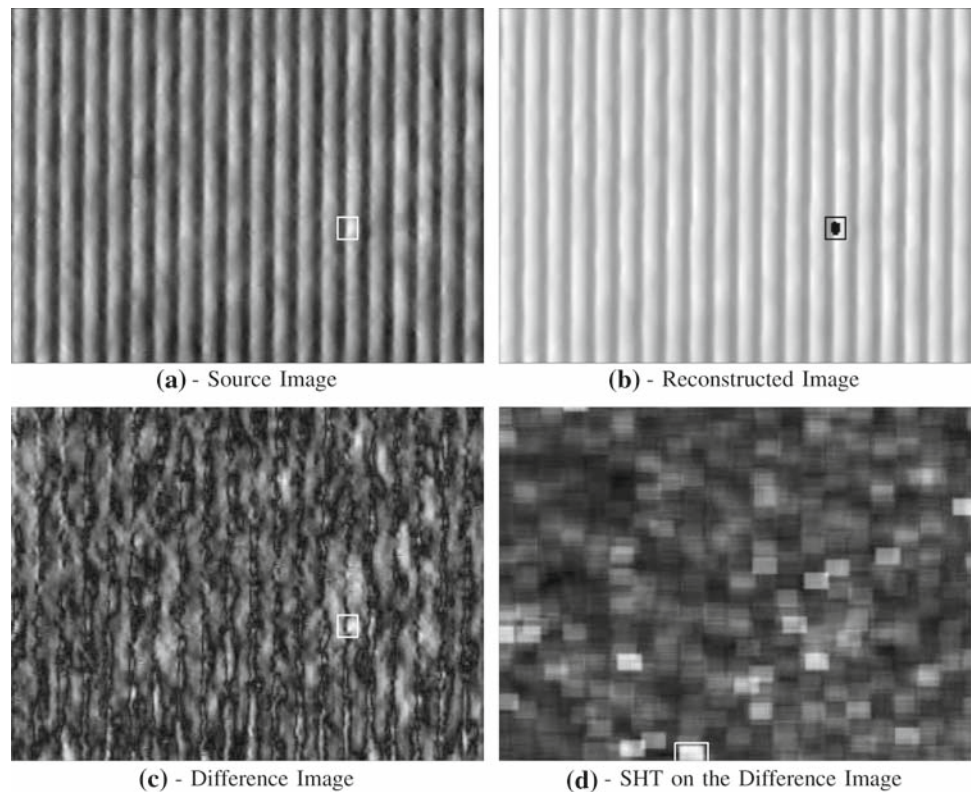 (a) - Source Image
(b) - Reconstructed Image
(c) - Difference Image
(d) - SHT on the Difference Image